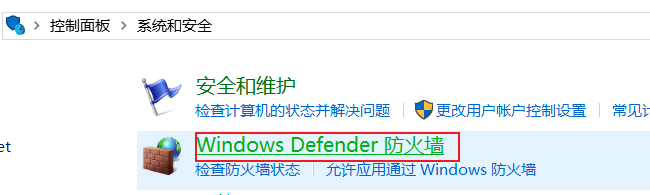 控制面板 > 系统和安全
安全和维护
检查计算机的状态并解决问题 更改用户帐户控制设置 常见计
et
Windows Defender 防火墙
检查防火墙状态 允许应用通过 Windows 防火墙